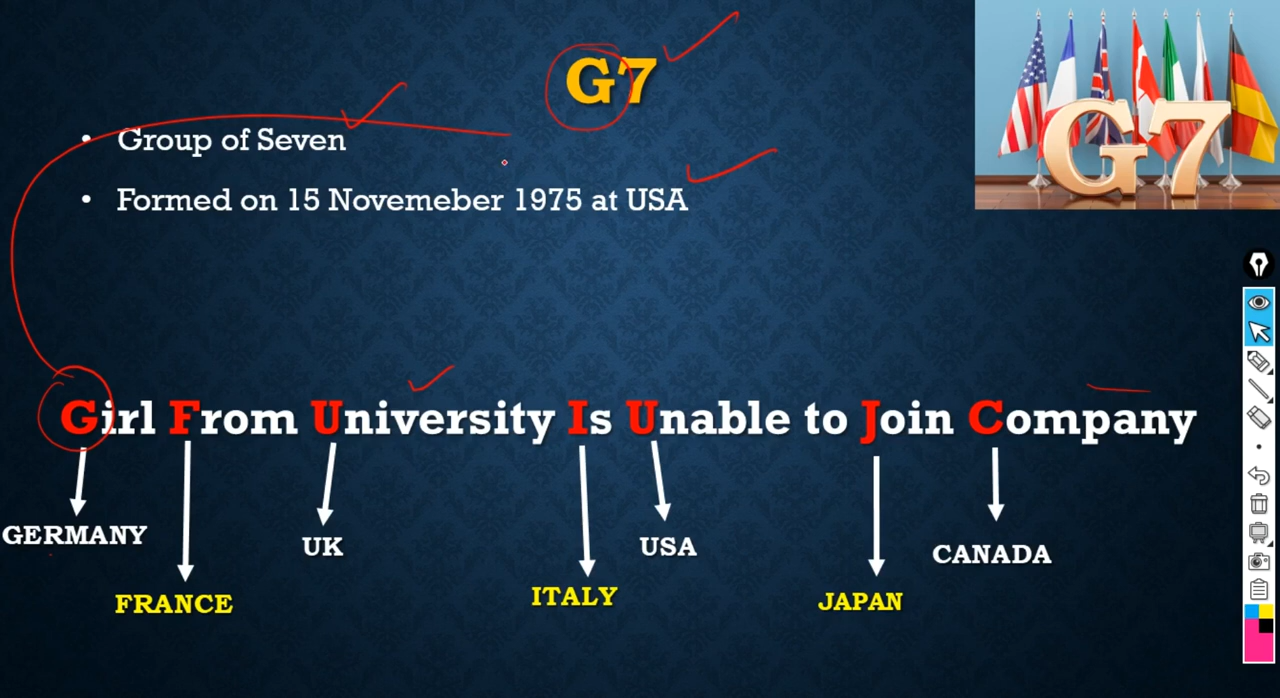 G7
G7
• Group of Seven
• Formed on 15 Novemeber 1975 at USA
Girl From University Is Unable to Join Company
GERMANY
UK
USA
CANADA
FRANCE
ITALY
JAPAN